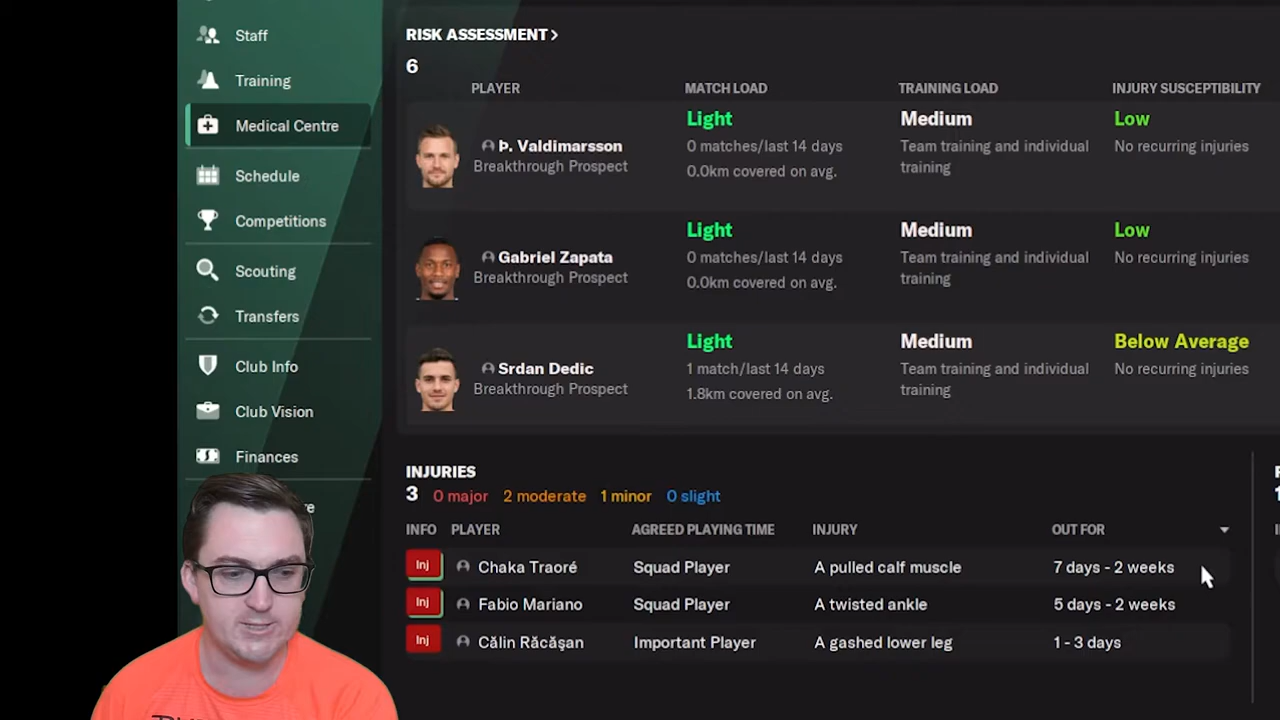 Staff
Training
Medical Centre
Schedule
Competitions
Scouting
Transfers
Club Info
Club Vision
Finances
RISK ASSESSMENT >
6
PLAYER MATCH LOAD TRAINING LOAD INJURY SUSCEPTIBILITY
Light Medium Low
Þ. Valdimarsson 0 matches/last 14 days Team training and individual No recurring injuries
Breakthrough Prospect 0.0km covered on avg. training
Light Medium Low
Gabriel Zapata 0 matches/last 14 days Team training and individual No recurring injuries
Breakthrough Prospect 0.0km covered on avg. training
Light Medium Below Average
Srdan Dedic 1 match/last 14 days Team training and individual No recurring injuries
Breakthrough Prospect 1.8km covered on avg. training
INJURIES
3 0 major 2 moderate 1 minor 0 slight
INFO PLAYER AGREED PLAYING TIME INJURY OUT FOR
Inj Chaka Traoré Squad Player A pulled calf muscle 7 days - 2 weeks
Inj Fabio Mariano Squad Player A twisted ankle 5 days - 2 weeks
Inj Călin Răcășan Important Player A gashed lower leg 1 - 3 days